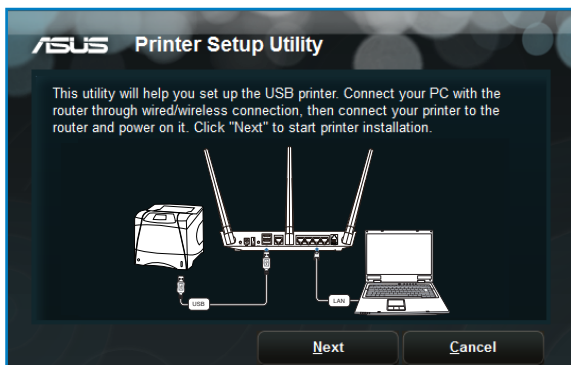 ASUS Printer Setup Utility
This utility will help you set up the USB printer. Connect your PC with the
router through wired/wireless connection, then connect your printer to the
router and power on it. Click "Next" to start printer installation.
USB
LAN
Next
Cancel